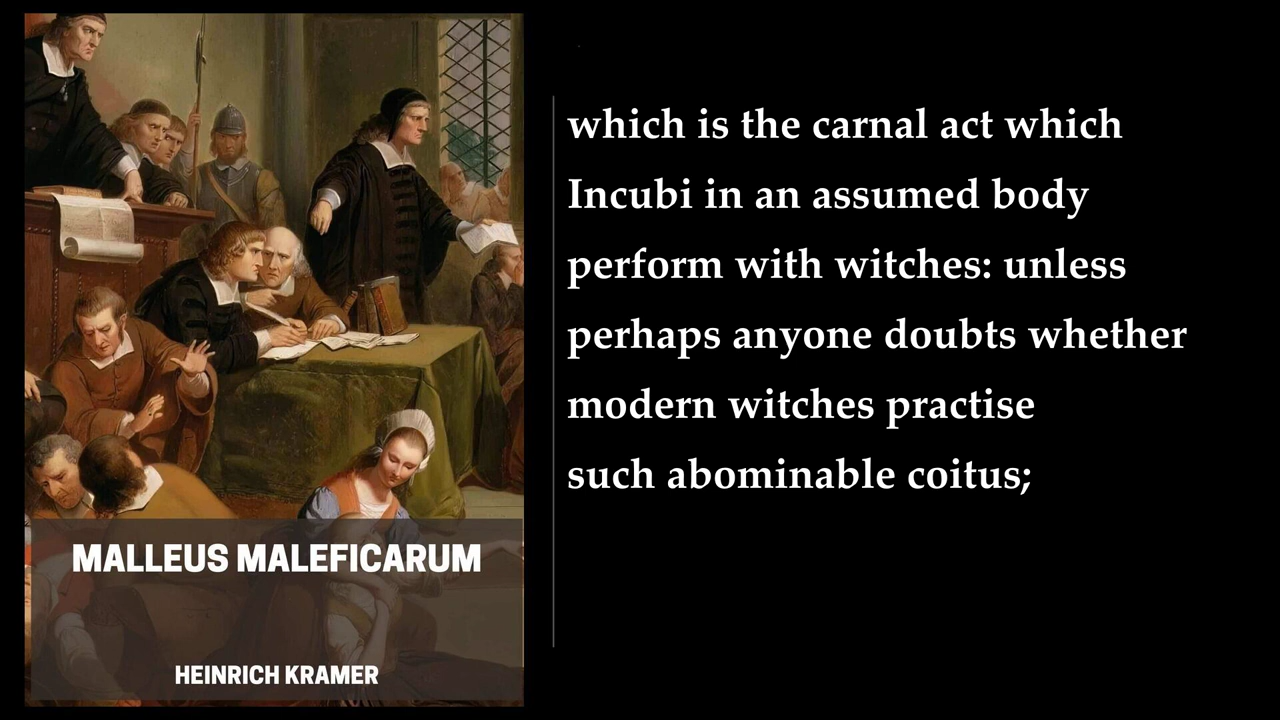 which is the carnal act which
Incubi in an assumed body
perform with witches: unless
perhaps anyone doubts whether
modern witches practise
such abominable coitus;
MALLEUS MALEFICARUM
HEINRICH KRAMER